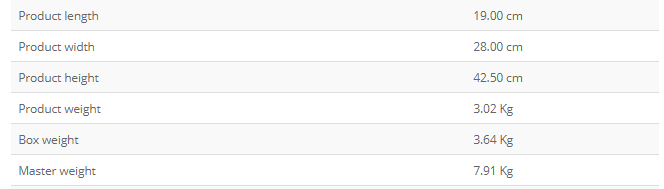 Product length 19.00 cm
Product width 28.00 cm
Product height 42.50 cm
Product weight 3.02 Kg
Box weight 3.64 Kg
Master weight 7.91 Kg